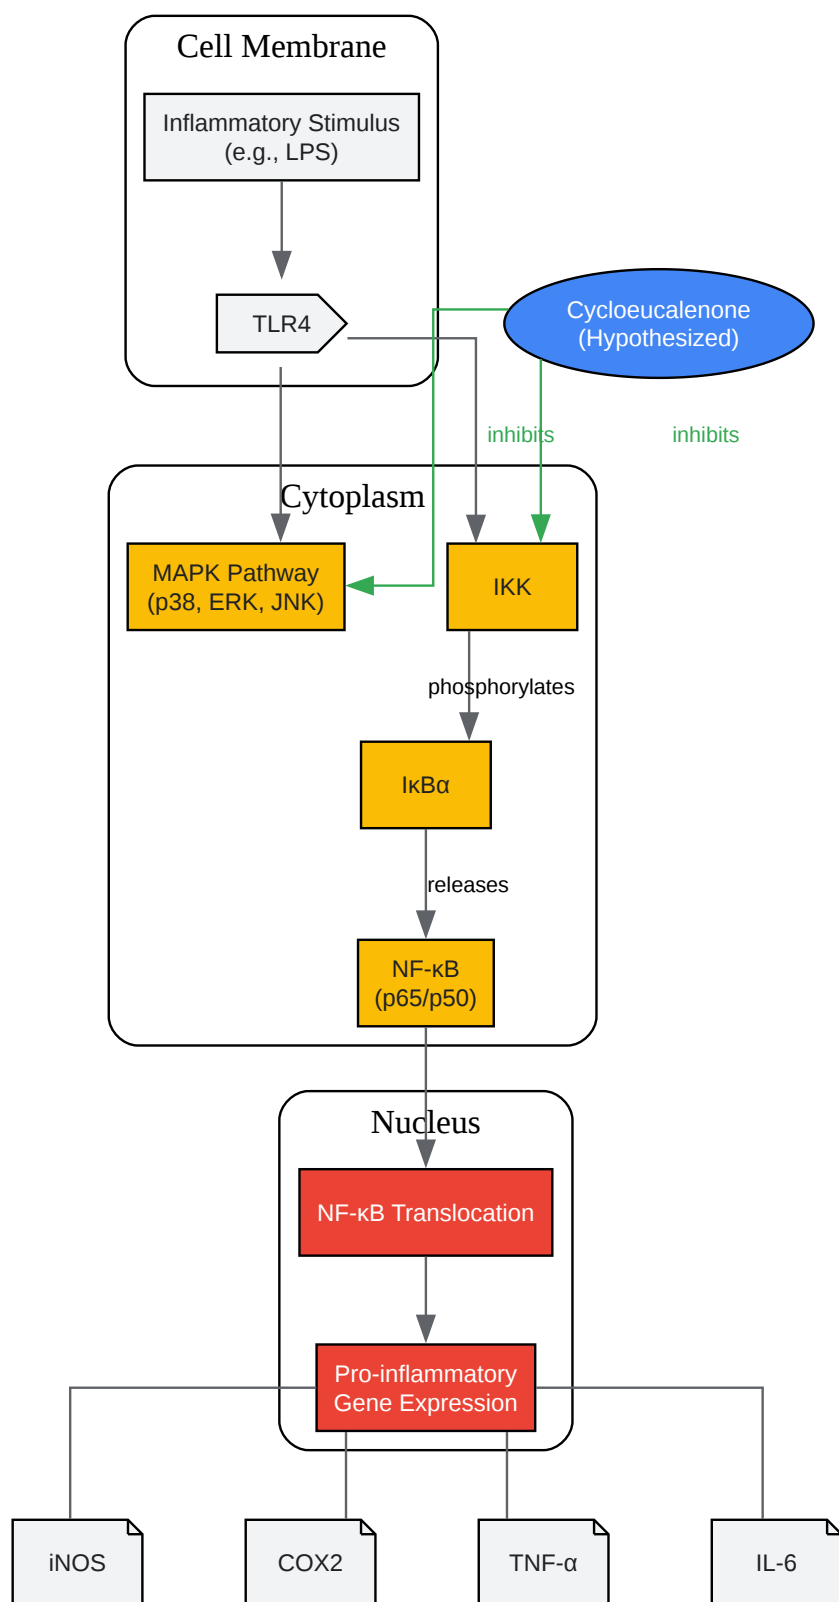 Cell Membrane
Inflammatory Stimulus
(e.g., LPS)
TLR4
Cycloeucalenone
(Hypothesized)
inhibits
inhibits
Cytoplasm
MAPK Pathway
(p38, ERK, JNK)
IKK
phosphorylates
IκBα
releases
NF-κB
(p65/p50)
Nucleus
NF-κB Translocation
Pro-inflammatory
Gene Expression
iNOS
COX2
TNF-α
IL-6